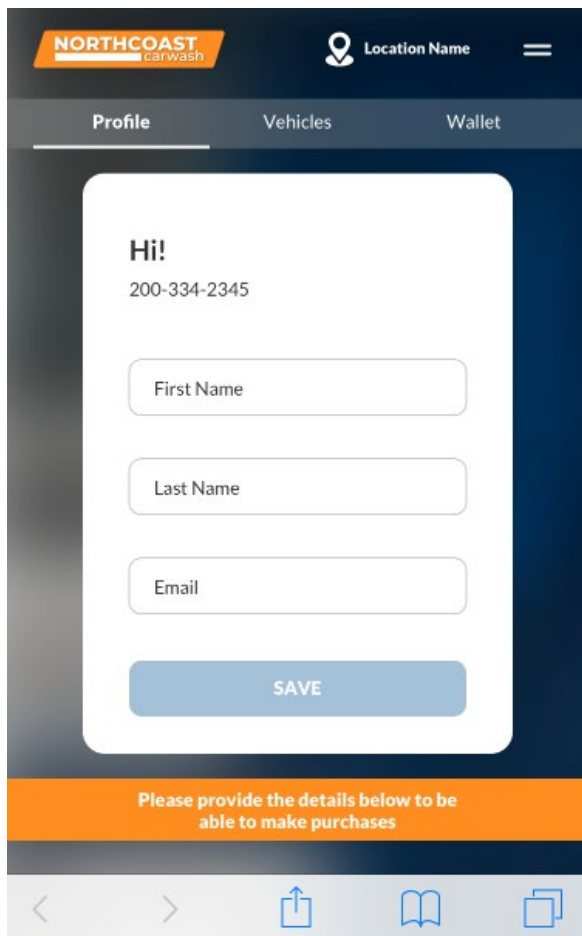 NORTHCOAST
carwash
Location Name
Profile
Vehicles
Wallet
Hi!
200-334-2345
First Name
Last Name
Email
SAVE
Please provide the details below to be
able to make purchases